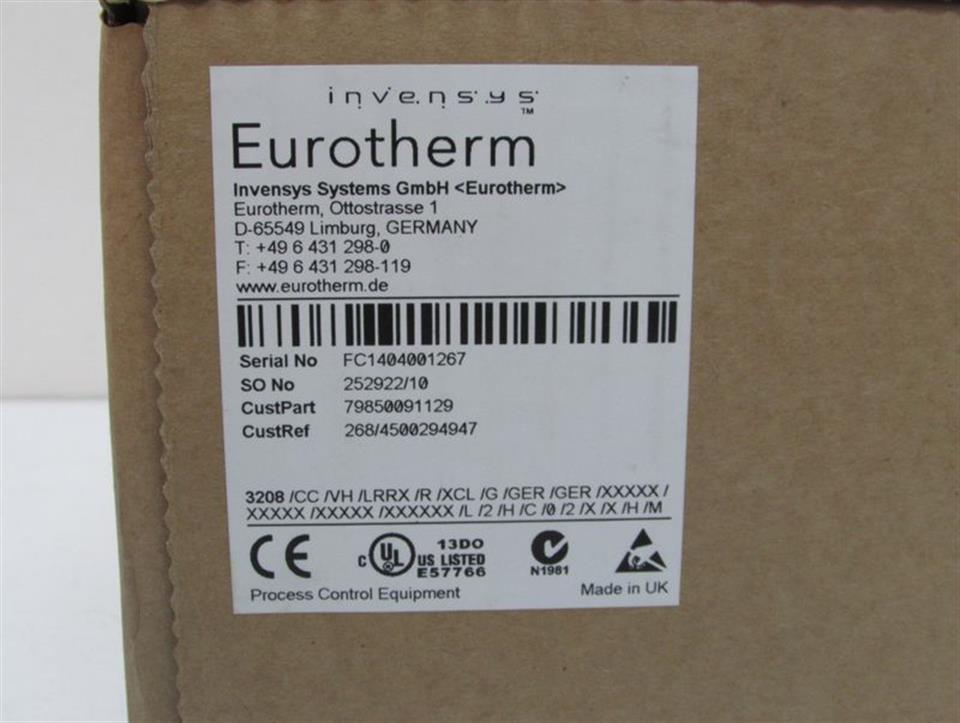 invensys™
Eurotherm
Invensys Systems GmbH <Eurotherm>
Eurotherm, Ottostrasse 1
D-65549 Limburg, GERMANY
T: +49 6 431 298-0
F: +49 6 431 298-119
www.eurotherm.de
Serial No FC1404001267
SO No 252922/10
CustPart 79850091129
CustRef 268/4500294947
3208 /CC /VH /LRRX /R /XCL /G /GER /GER /XXXXX /
XXXXX /XXXXX /XXXXXX /L /2 /H /C /0 /2 /X /X /H /M
CE C UL® US LISTED 13DO E57766 N1981
Process Control Equipment Made in UK